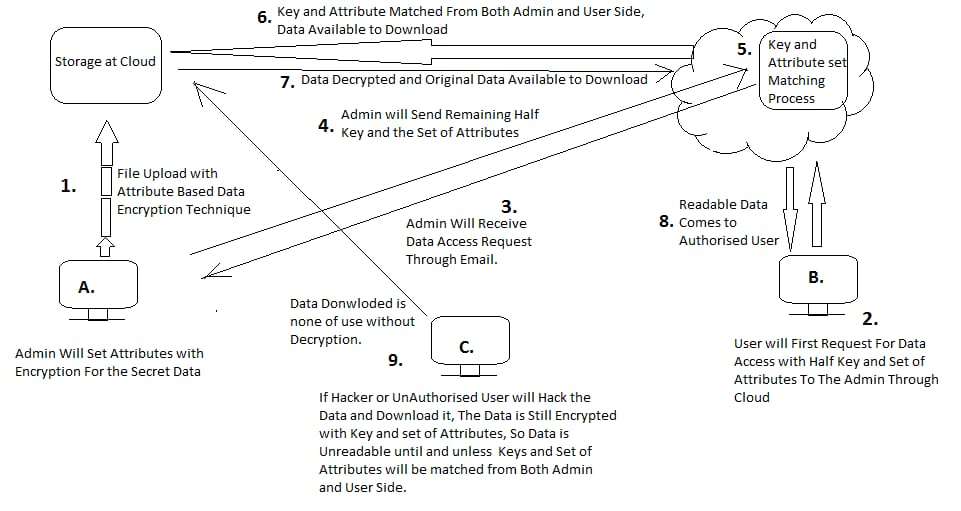 6. Key and Attribute Matched From Both Admin and User Side,
Data Available to Download
Storage at Cloud
5. Key and
Attribute set
Matching
Process
7. Data Decrypted and Original Data Available to Download
4. Admin will Send Remaining Half
Key and the Set of Attributes
1. File Upload with
Attribute Based Data
Encryption Technique
3.
Admin Will Receive
Data Access Request
Through Email.
Readable Data
8. Comes to
Authorised User
A.
B.
Data Donwloded is
none of use without
Decryption.
9.
C.
2.
Admin Will Set Attributes with
Encryption For the Secret Data
User will First Request For Data
Access with Half Key and Set of
Attributes To The Admin Through
Cloud
If Hacker or UnAuthorised User will Hack the
Data and Download it, The Data is Still Encrypted
with Key and set of Attributes, So Data is
Unreadable until and unless Keys and Set of
Attributes will be matched from Both Admin
and User Side.